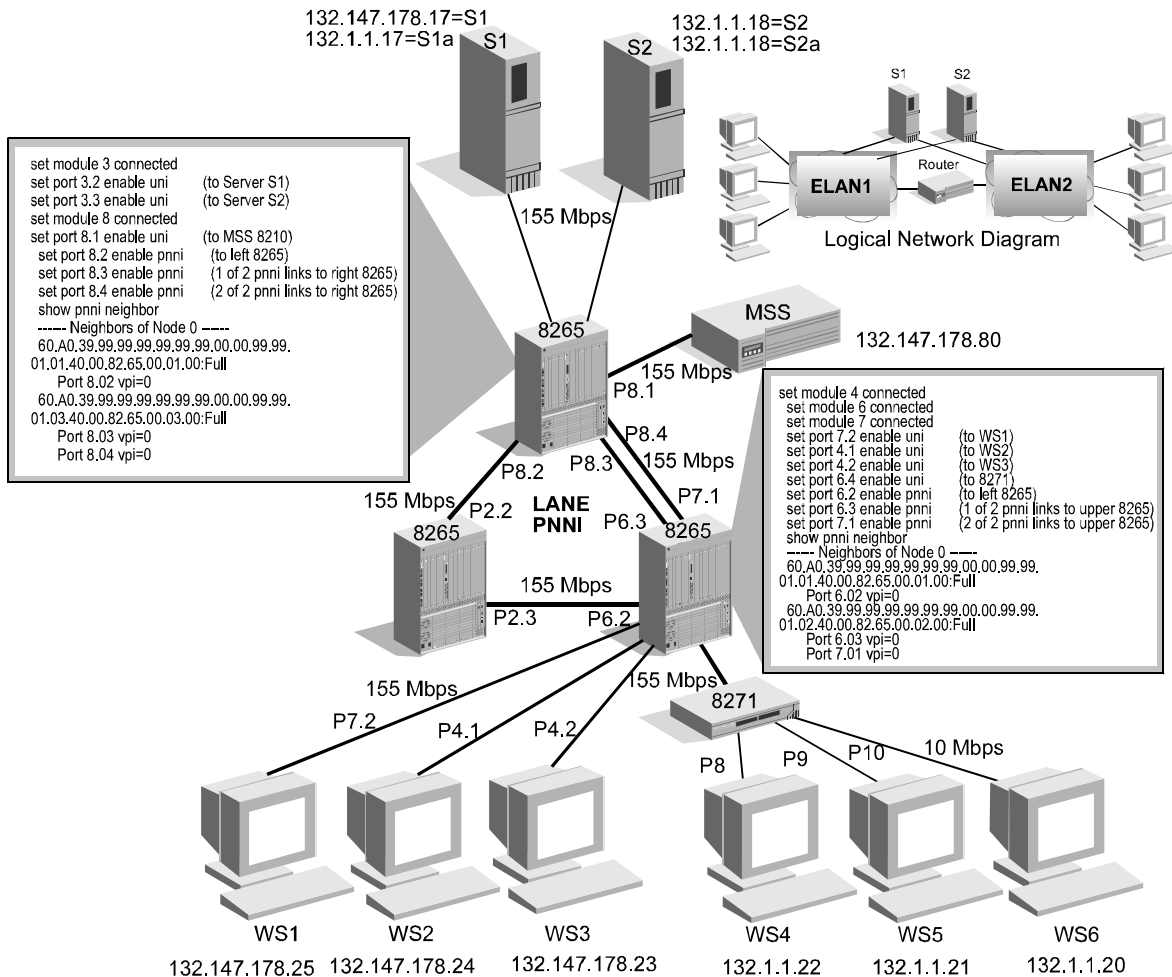 132.147.178.17=S1
132.1.1.17=S1a
132.1.1.18=S2
132.1.1.18=S2a
S1
S2
S1
S2
Router
ELAN1
ELAN2
Logical Network Diagram
set module 3 connected
set port 3.2 enable uni (to Server S1)
set port 3.3 enable uni (to Server S2)
set module 8 connected
set port 8.1 enable uni (to MSS 8210)
set port 8.2 enable pnni (to left 8265)
set port 8.3 enable pnni (1 of 2 pnni links to right 8265)
set port 8.4 enable pnni (2 of 2 pnni links to right 8265)
show pnni neighbor
------ Neighbors of Node 0 -----
60.A0.39.99.99.99.99.99.99.00.00.99.99.
01.01.40.00.82.65.00.01.00:Full
Port 8.02 vpi=0
60.A0.39.99.99.99.99.99.99.00.00.99.99.
01.03.40.00.82.65.00.03.00:Full
Port 8.03 vpi=0
Port 8.04 vpi=0
155 Mbps
8265
MSS
132.147.178.80
155 Mbps
P8.1
P8.4
P8.2
P8.3
155 Mbps
155 Mbps
P2.2
LANE
PNNI
P7.1
P6.3
8265
8265
set module 4 connected
set module 6 connected
set module 7 connected
set port 7.2 enable uni (to WS1)
set port 4.1 enable uni (to WS2)
set port 4.2 enable uni (to WS3)
set port 6.4 enable uni (to 8271)
set port 6.2 enable pnni (to left 8265)
set port 6.3 enable pnni (1 of 2 pnni links to upper 8265)
set port 7.1 enable pnni (2 of 2 pnni links to upper 8265)
show pnni neighbor
----- Neighbors of Node 0 -----
60.A0.39.99.99.99.99.99.99.00.00.99.99.
01.01.40.00.82.65.00.01.00:Full
Port 6.02 vpi=0
60.A0.39.99.99.99.99.99.99.00.00.99.99.
01.02.40.00.82.65.00.02.00:Full
Port 6.03 vpi=0
Port 7.01 vpi=0
155 Mbps
P2.3
P6.2
155 Mbps
155 Mbps
8271
P7.2
P4.1
P4.2
P8
P9
P10
10 Mbps
WS1
WS2
WS3
WS4
WS5
WS6
132.147.178.25
132.147.178.24
132.147.178.23
132.1.1.22
132.1.1.21
132.1.1.20